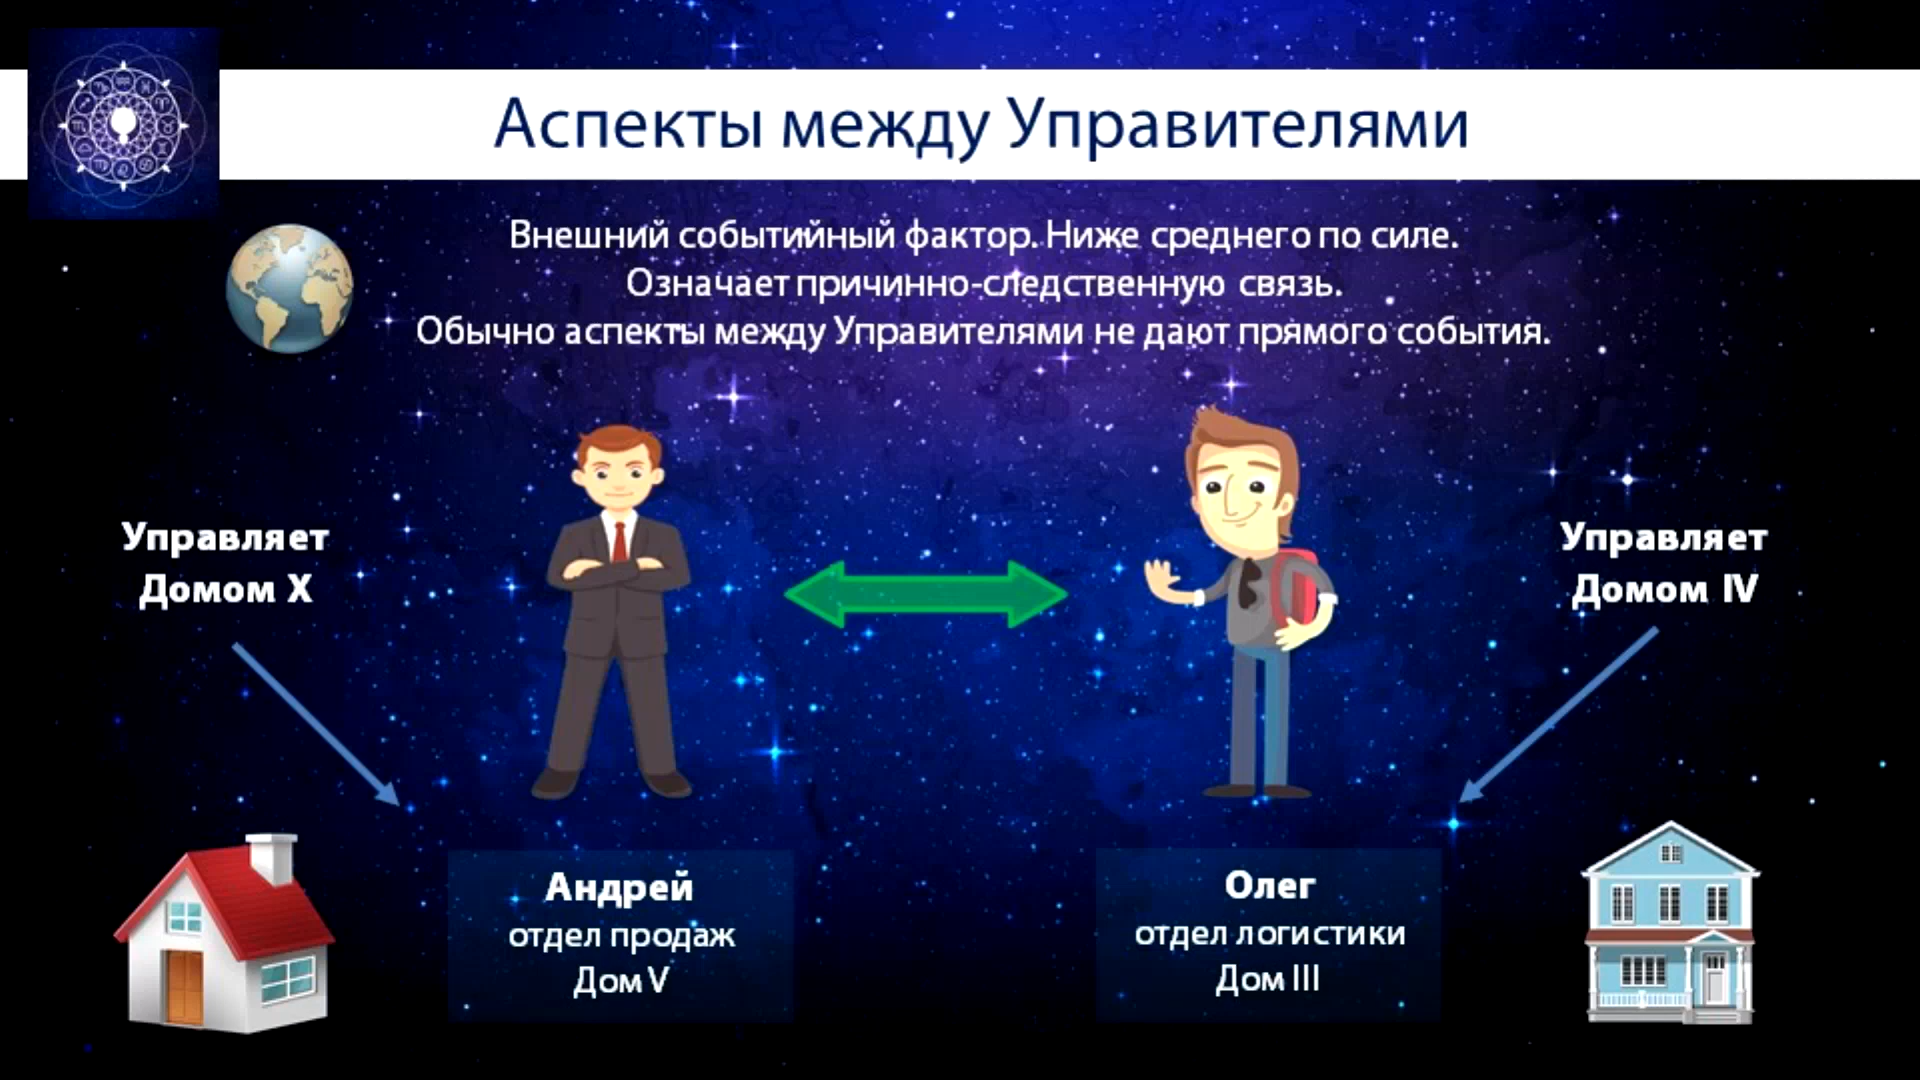 Аспекты между Управителями
Внешний событийный фактор. Ниже среднего по силе.
Означает причинно-следственную связь.
Обычно аспекты между Управителями не дают прямого события.
Управляет
Домом X
Управляет
Домом IV
Андрей
отдел продаж
Дом V
Олег
отдел логистики
Дом III